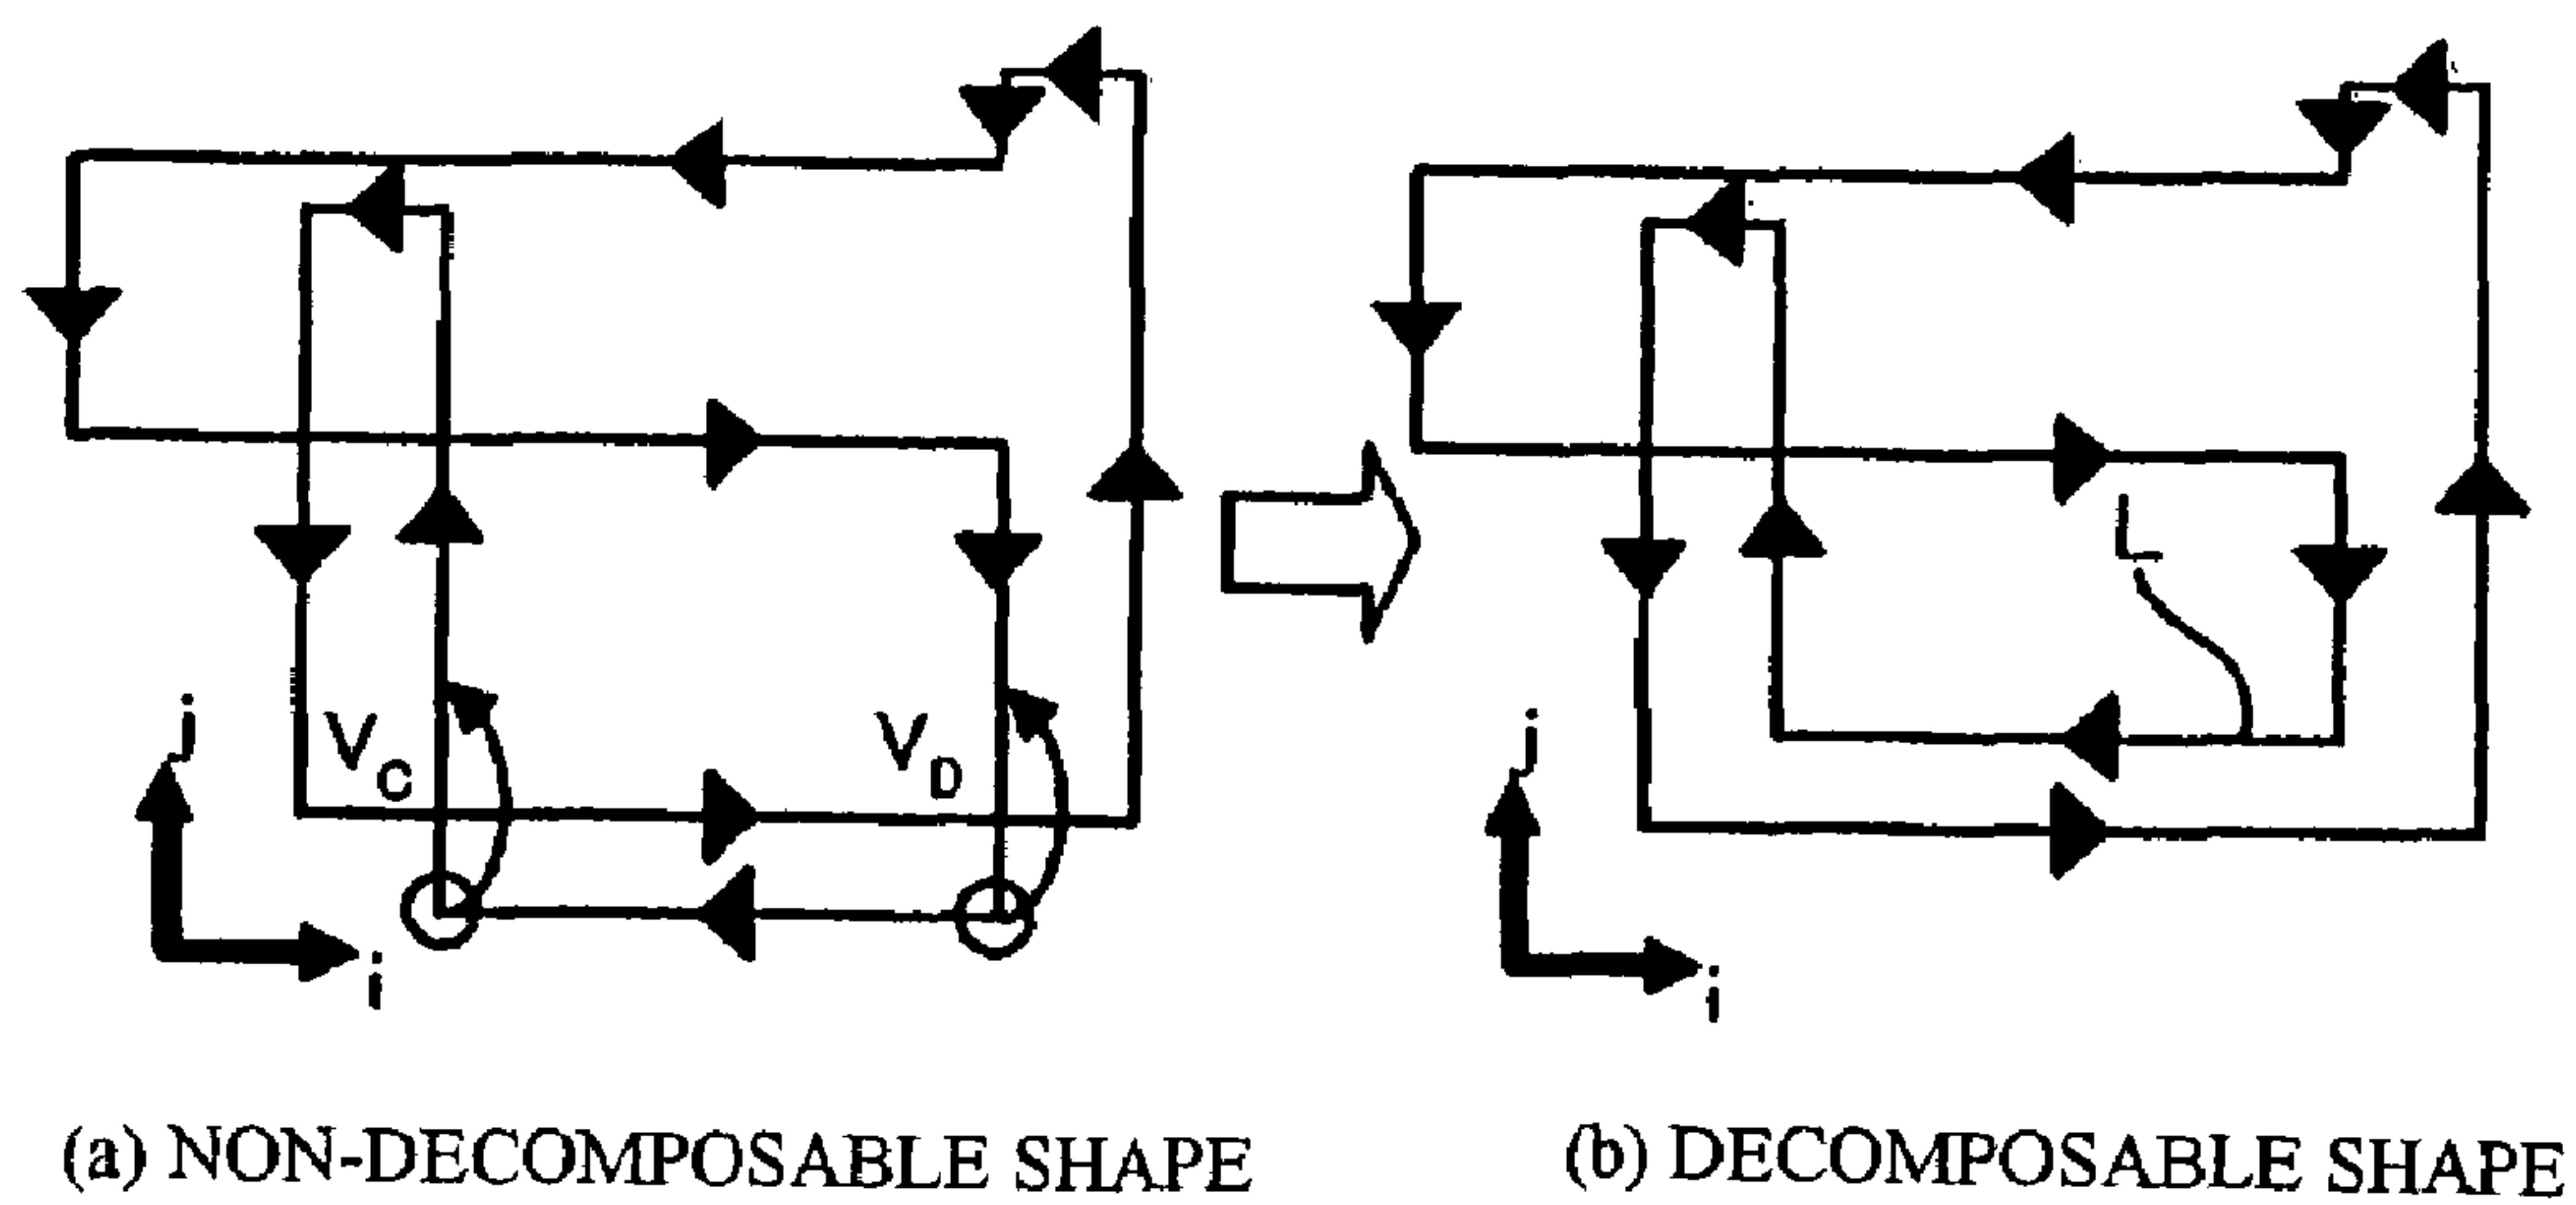 V_C
V_D
j
i
L
j
i
(a) NON-DECOMPOSABLE SHAPE
(b) DECOMPOSABLE SHAPE